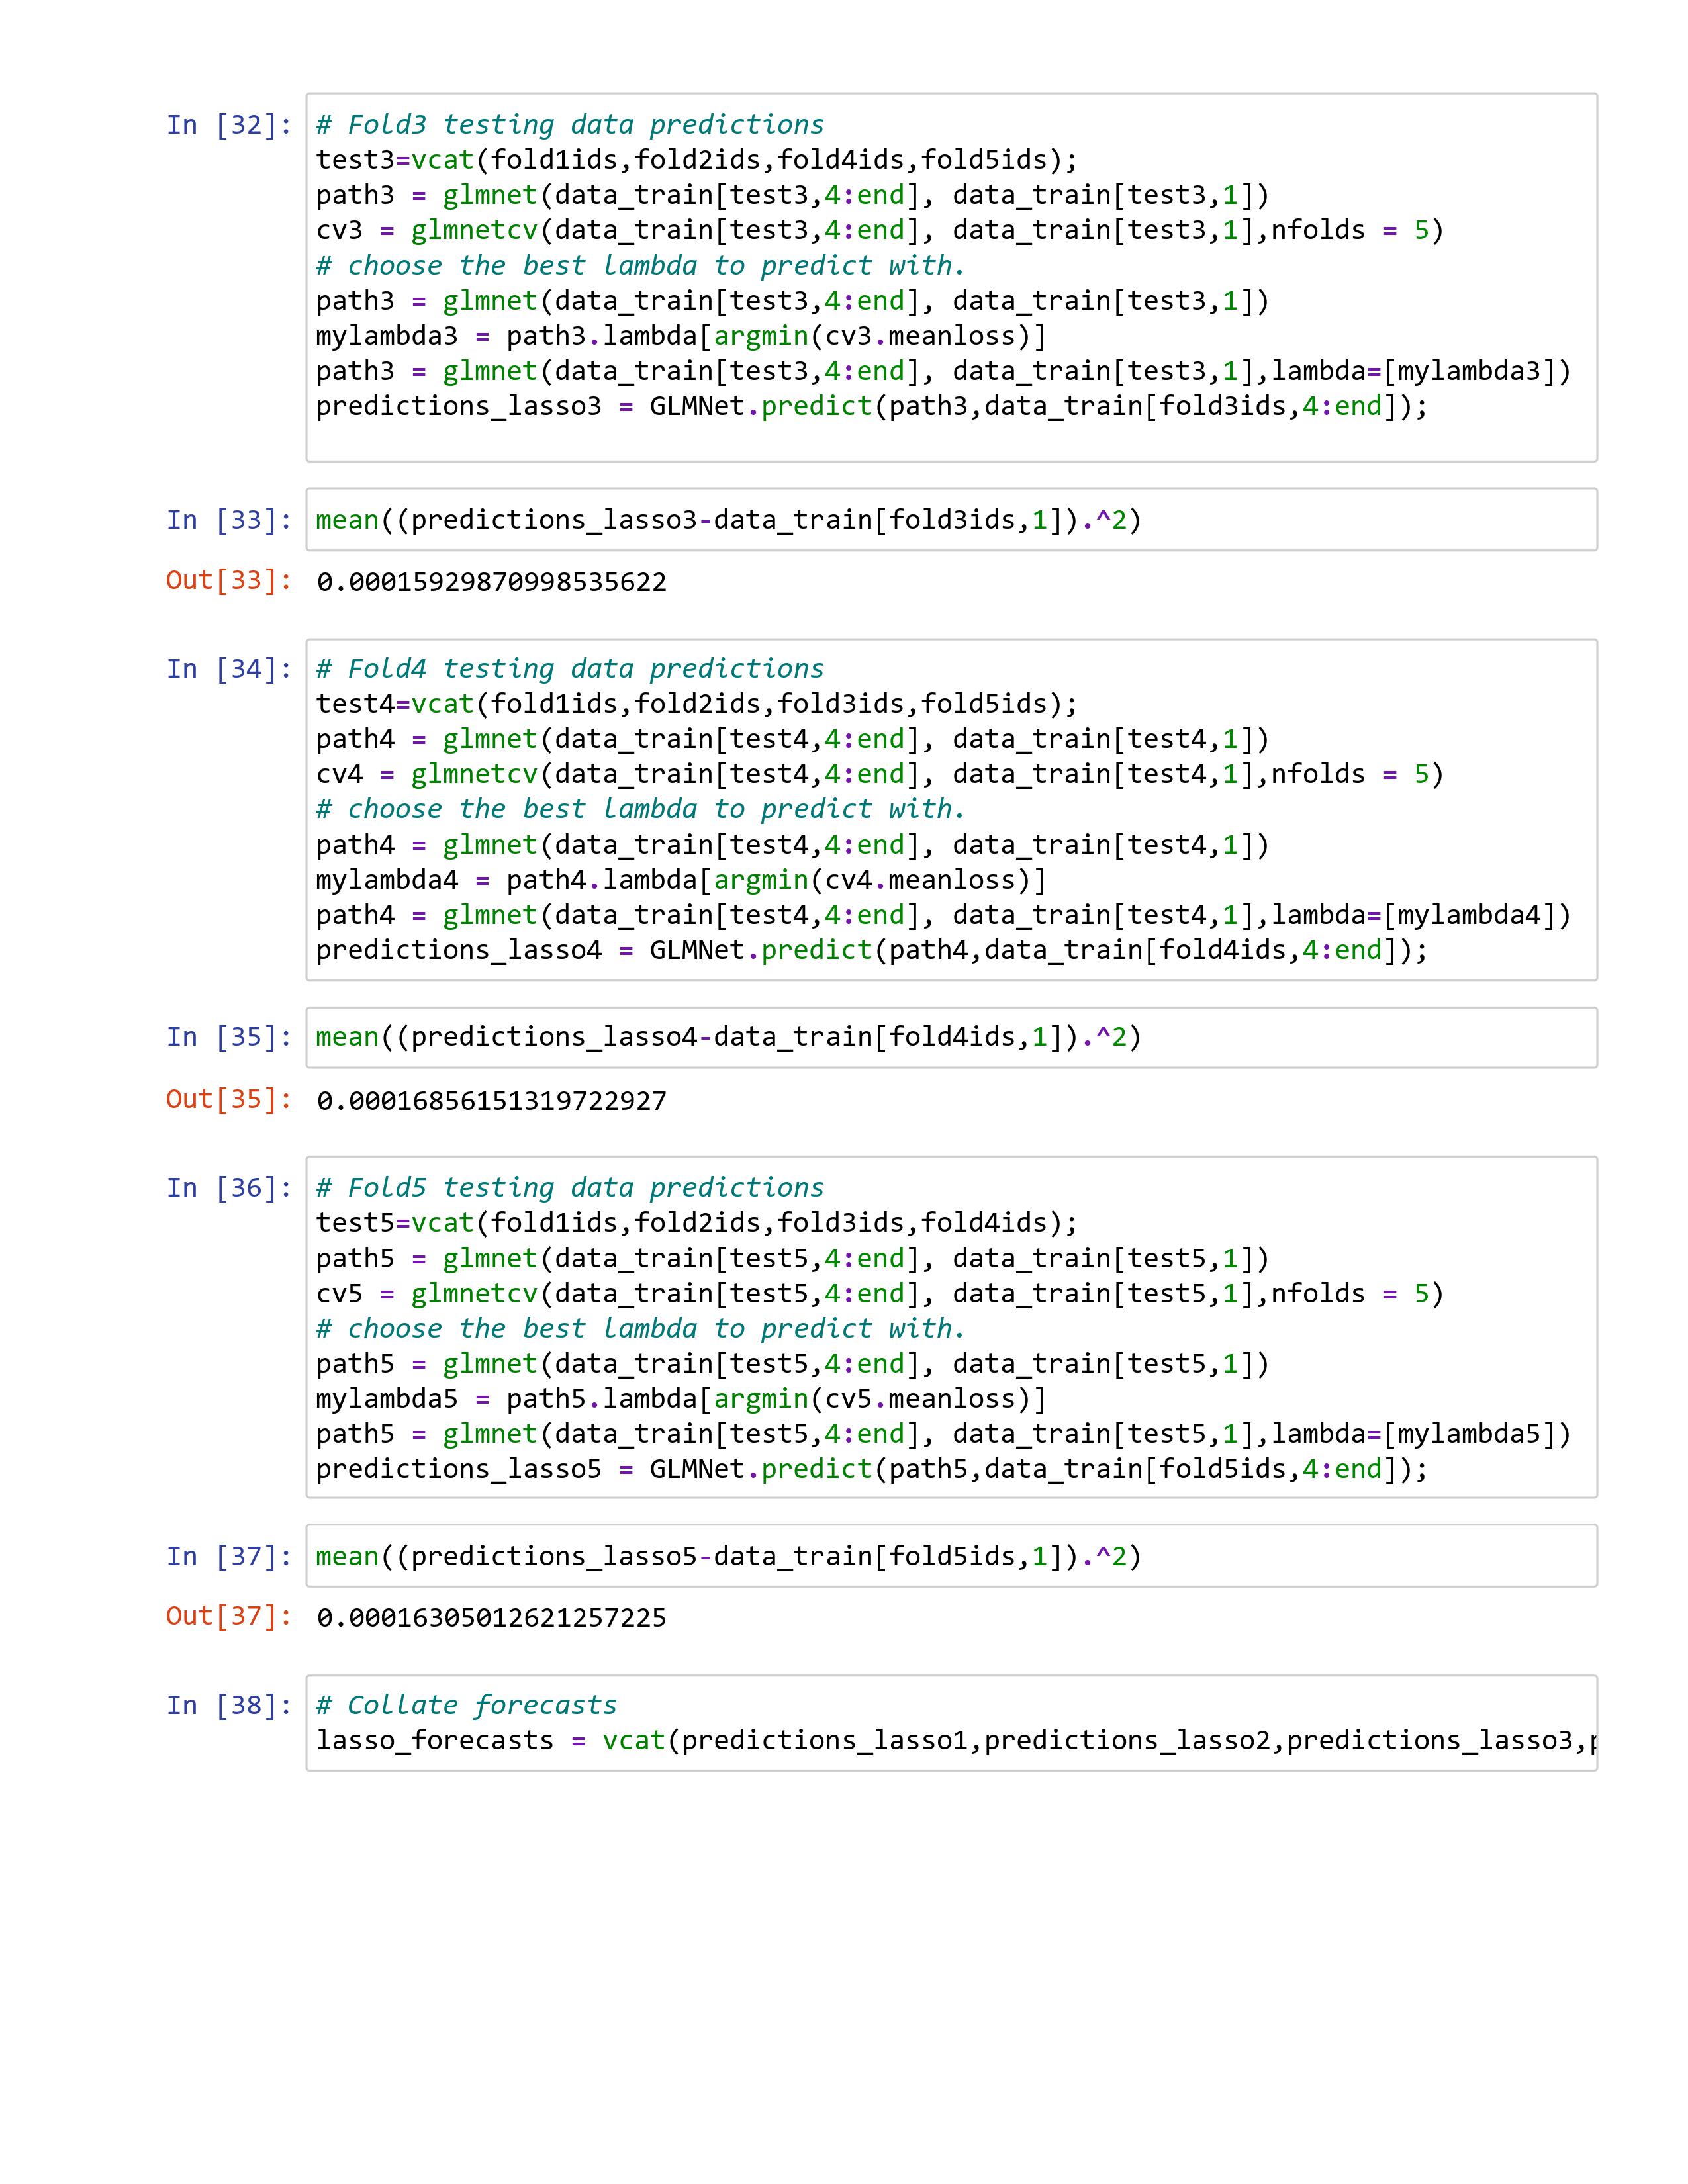 In [32]: # Fold3 testing data predictions
test3=vcat(fold1ids,fold2ids,fold4ids,fold5ids);
path3 = glmnet(data_train[test3,4:end], data_train[test3,1])
cv3 = glmnetcv(data_train[test3,4:end], data_train[test3,1],nfolds = 5)
# choose the best lambda to predict with.
path3 = glmnet(data_train[test3,4:end], data_train[test3,1])
mylambda3 = path3.lambda[argmin(cv3.meanloss)]
path3 = glmnet(data_train[test3,4:end], data_train[test3,1],lambda=[mylambda3])
predictions_lasso3 = GLMNet.predict(path3,data_train[fold3ids,4:end]);
In [33]: mean((predictions_lasso3-data_train[fold3ids,1]).^2)
Out[33]: 0.00015929870998535622
In [34]: # Fold4 testing data predictions
test4=vcat(fold1ids,fold2ids,fold3ids,fold5ids);
path4 = glmnet(data_train[test4,4:end], data_train[test4,1])
cv4 = glmnetcv(data_train[test4,4:end], data_train[test4,1],nfolds = 5)
# choose the best lambda to predict with.
path4 = glmnet(data_train[test4,4:end], data_train[test4,1])
mylambda4 = path4.lambda[argmin(cv4.meanloss)]
path4 = glmnet(data_train[test4,4:end], data_train[test4,1],lambda=[mylambda4])
predictions_lasso4 = GLMNet.predict(path4,data_train[fold4ids,4:end]);
In [35]: mean((predictions_lasso4-data_train[fold4ids,1]).^2)
Out[35]: 0.00016856151319722927
In [36]: # Fold5 testing data predictions
test5=vcat(fold1ids,fold2ids,fold3ids,fold4ids);
path5 = glmnet(data_train[test5,4:end], data_train[test5,1])
cv5 = glmnetcv(data_train[test5,4:end], data_train[test5,1],nfolds = 5)
# choose the best lambda to predict with.
path5 = glmnet(data_train[test5,4:end], data_train[test5,1])
mylambda5 = path5.lambda[argmin(cv5.meanloss)]
path5 = glmnet(data_train[test5,4:end], data_train[test5,1],lambda=[mylambda5])
predictions_lasso5 = GLMNet.predict(path5,data_train[fold5ids,4:end]);
In [37]: mean((predictions_lasso5-data_train[fold5ids,1]).^2)
Out[37]: 0.00016305012621257225
In [38]: # Collate forecasts
lasso_forecasts = vcat(predictions_lasso1,predictions_lasso2,predictions_lasso3,